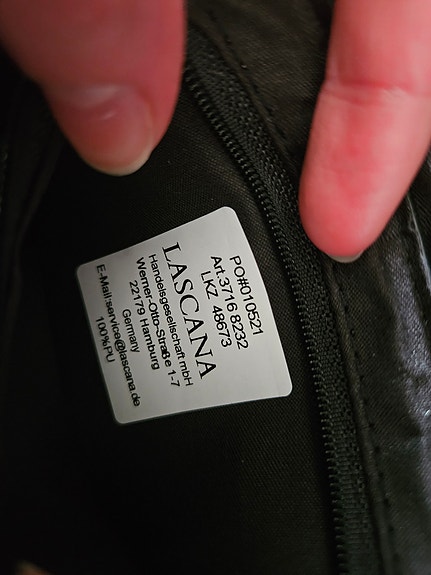 PO#010521
Art.3716 8232
LKZ 48673
LASCANA
Handelsgesellschaft mbH
Werner-Otto-Straße 1-7
22179 Hamburg
Germany
E-Mail:service@lascana.de
100%PU